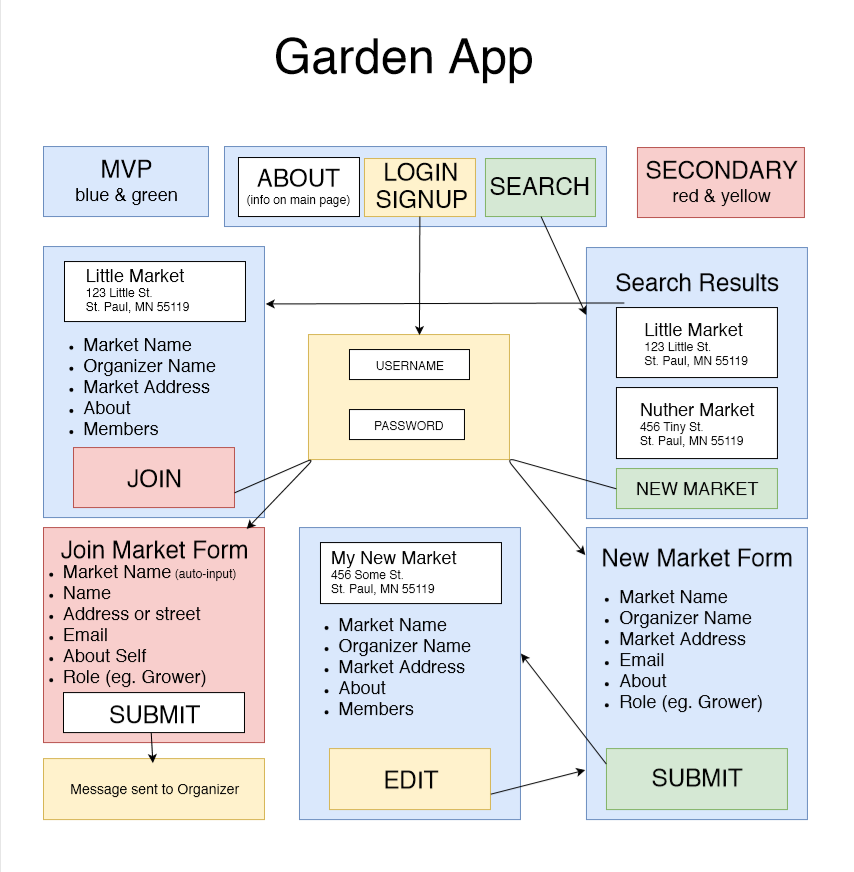 Garden App
MVP
blue & green
ABOUT
(info on main page)
LOGIN
SIGNUP
SEARCH
SECONDARY
red & yellow
Little Market
123 Little St.
St. Paul, MN 55119
• Market Name
• Organizer Name
• Market Address
• About
• Members
JOIN
USERNAME
PASSWORD
Search Results
Little Market
123 Little St.
St. Paul, MN 55119
Nuther Market
456 Tiny St.
St. Paul, MN 55119
NEW MARKET
Join Market Form
• Market Name (auto-input)
• Name
• Address or street
• Email
• About Self
• Role (eg. Grower)
SUBMIT
Message sent to Organizer
My New Market
456 Some St.
St. Paul, MN 55119
• Market Name
• Organizer Name
• Market Address
• About
• Members
EDIT
New Market Form
• Market Name
• Organizer Name
• Market Address
• Email
• About
• Role (eg. Grower)
SUBMIT